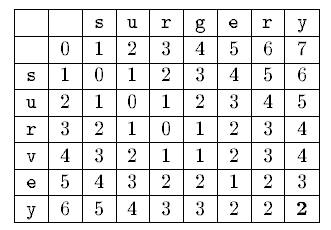 s u r g e r y
0 1 2 3 4 5 6 7
s 1 0 1 2 3 4 5 6
u 2 1 0 1 2 3 4 5
r 3 2 1 0 1 2 3 4
v 4 3 2 1 1 2 3 4
e 5 4 3 2 2 1 2 3
y 6 5 4 3 3 2 2 2